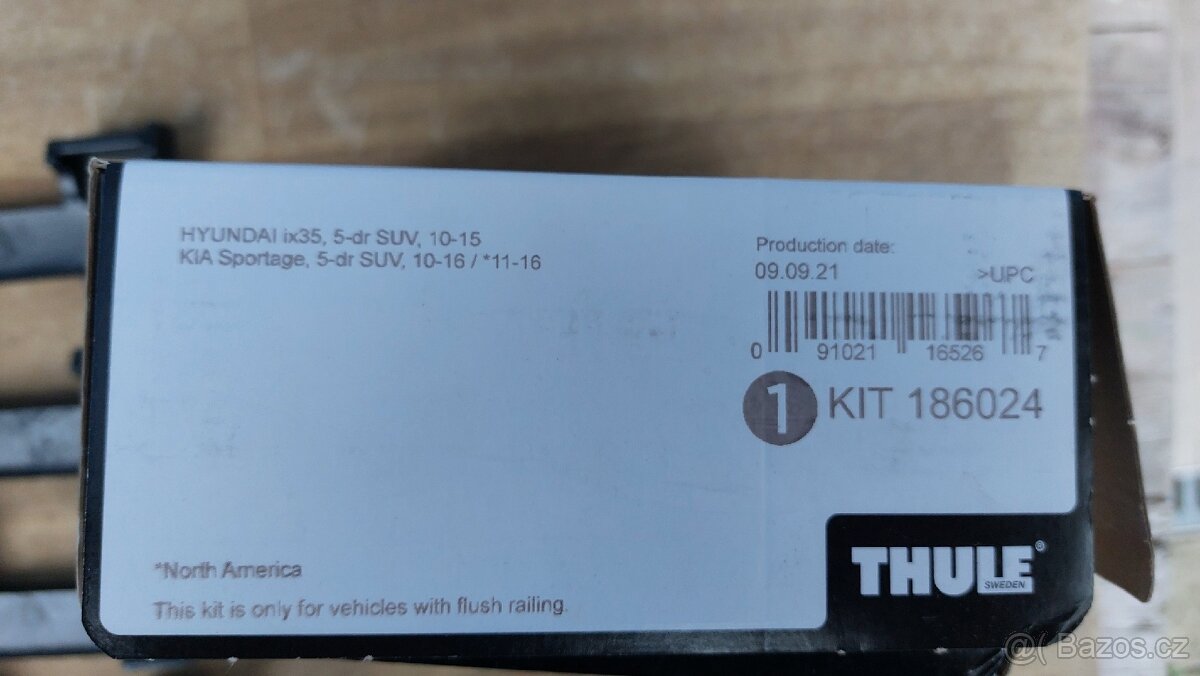 HYUNDAI ix35, 5-dr SUV, 10-15
KIA Sportage, 5-dr SUV, 10-16 / *11-16
Production date:
09.09.21 >UPC
0 91021 16526 7
1 KIT 186024
*North America
This kit is only for vehicles with flush railing.
THULE®
SWEDEN
@( Bazos.cz